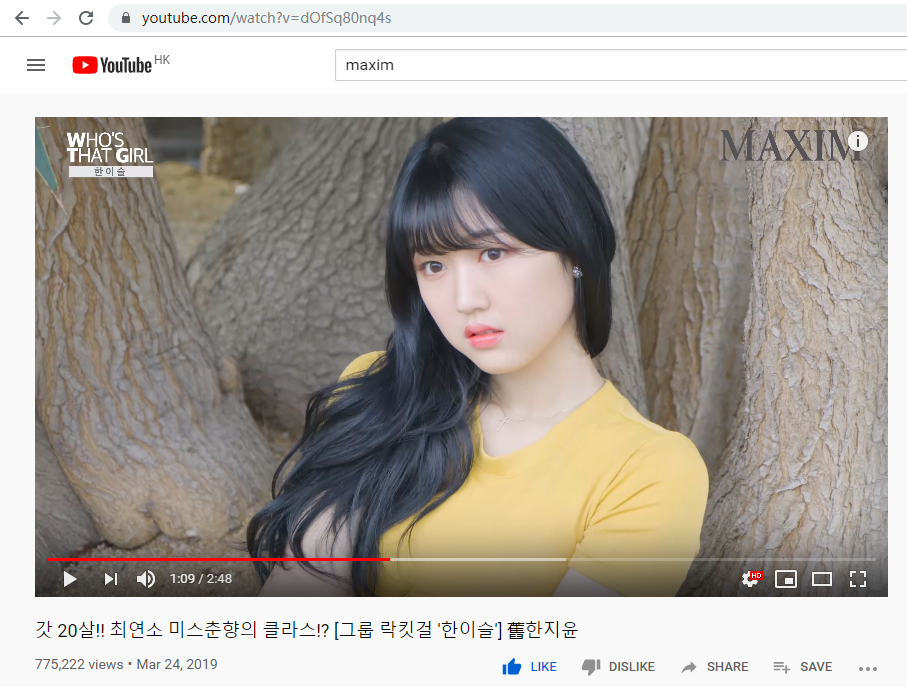 youtube.com/watch?v=dOfSq80nq4s
YouTube HK
maxim
WHO'S
THAT GIRL
한이슬
MAXIM
i
1:09 / 2:48
HD
갓 20살!! 최연소 미스춘향의 클라스!? [그룹 락킷걸 '한이슬'] 舊한지윤
775,222 views • Mar 24, 2019
LIKE
DISLIKE
SHARE
SAVE